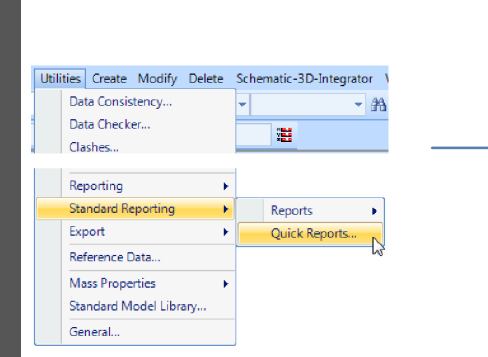 Utilities Create Modify Delete Schematic-3D-Integrator
Data Consistency...
Data Checker...
Clashes...
Reporting
Standard Reporting
Reports
Export
Quick Reports...
Reference Data...
Mass Properties
Standard Model Library...
General...